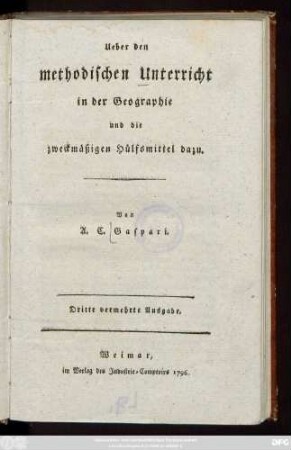 Ueber den
methodischen Unterricht
in der Geographie
und die
zweckmäßigen Hülfsmittel dazu.
Von
A. C. Gaspari.
Dritte vermehrte Ausgabe.
Weimar,
im Verlag des Industrie-Comptoirs 1796.